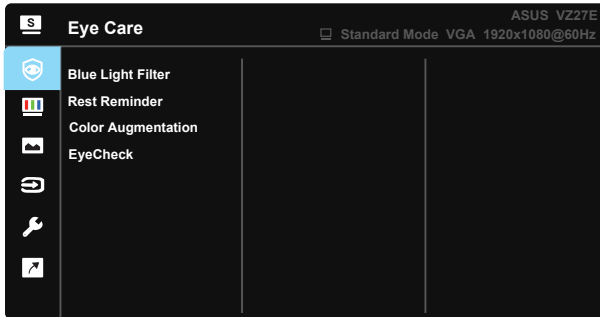 S
Eye Care
ASUS VZ27E
Standard Mode VGA 1920x1080@60Hz
Blue Light Filter
Rest Reminder
Color Augmentation
EyeCheck